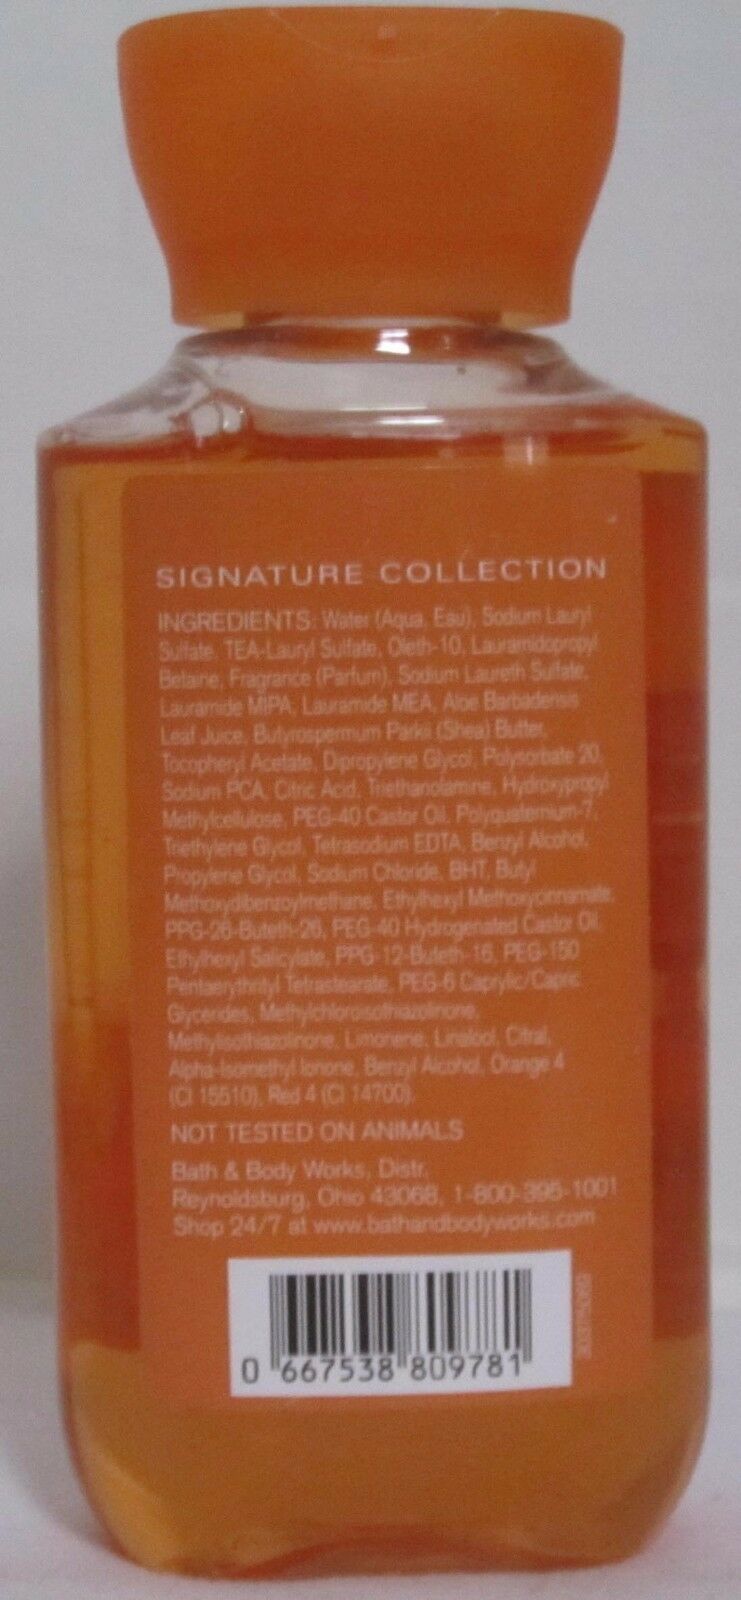 SIGNATURE COLLECTION
INGREDIENTS: Water (Aqua, Eau), Sodium Lauryl
Sulfate, TEA-Lauryl Sulfate, Oleth-10, Lauramidopropyl
Betaine, Fragrance (Parfum), Sodium Laureth Sulfate,
Lauramide MIPA, Lauramide MEA, Aloe Barbadensis
Leaf Juice, Butyrospermum Parkii (Shea) Butter,
Tocopheryl Acetate, Dipropylene Glycol, Polysorbate 20,
Sodium PCA, Citric Acid, Triethanolamine, Hydroxypropyl
Methylcellulose, PEG-40 Castor Oil, Polyquaternium-7,
Triethylene Glycol, Tetrasodium EDTA, Benzyl Alcohol,
Propylene Glycol, Sodium Chloride, BHT, Butyl
Methoxydibenzoylmethane, Ethylhexyl Methoxycinnamate,
PPG-26-Buteth-26, PEG-40 Hydrogenated Castor Oil,
Ethylhexyl Salicylate, PPG-12-Buteth-16, PEG-150
Pentaerythrityl Tetrastearate, PEG-6 Caprylic/Capric
Glycerides, Methylchloroisothiazolinone,
Methylisothiazolinone, Limonene, Linalool, Citral,
Alpha-Isomethyl Ionone, Benzyl Alcohol, Orange 4
(CI 15510), Red 4 (CI 14700).
NOT TESTED ON ANIMALS
Bath & Body Works, Distr.
Reynoldsburg, Ohio 43068, 1-800-395-1001
Shop 24/7 at www.bathandbodyworks.com
0 667538 809781